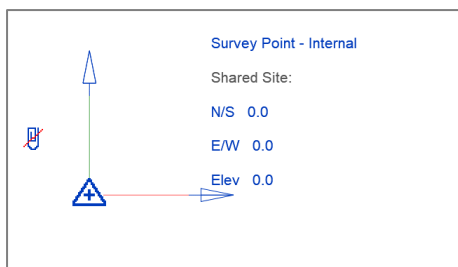 Survey Point - Internal
Shared Site:
N/S 0.0
E/W 0.0
Elev 0.0